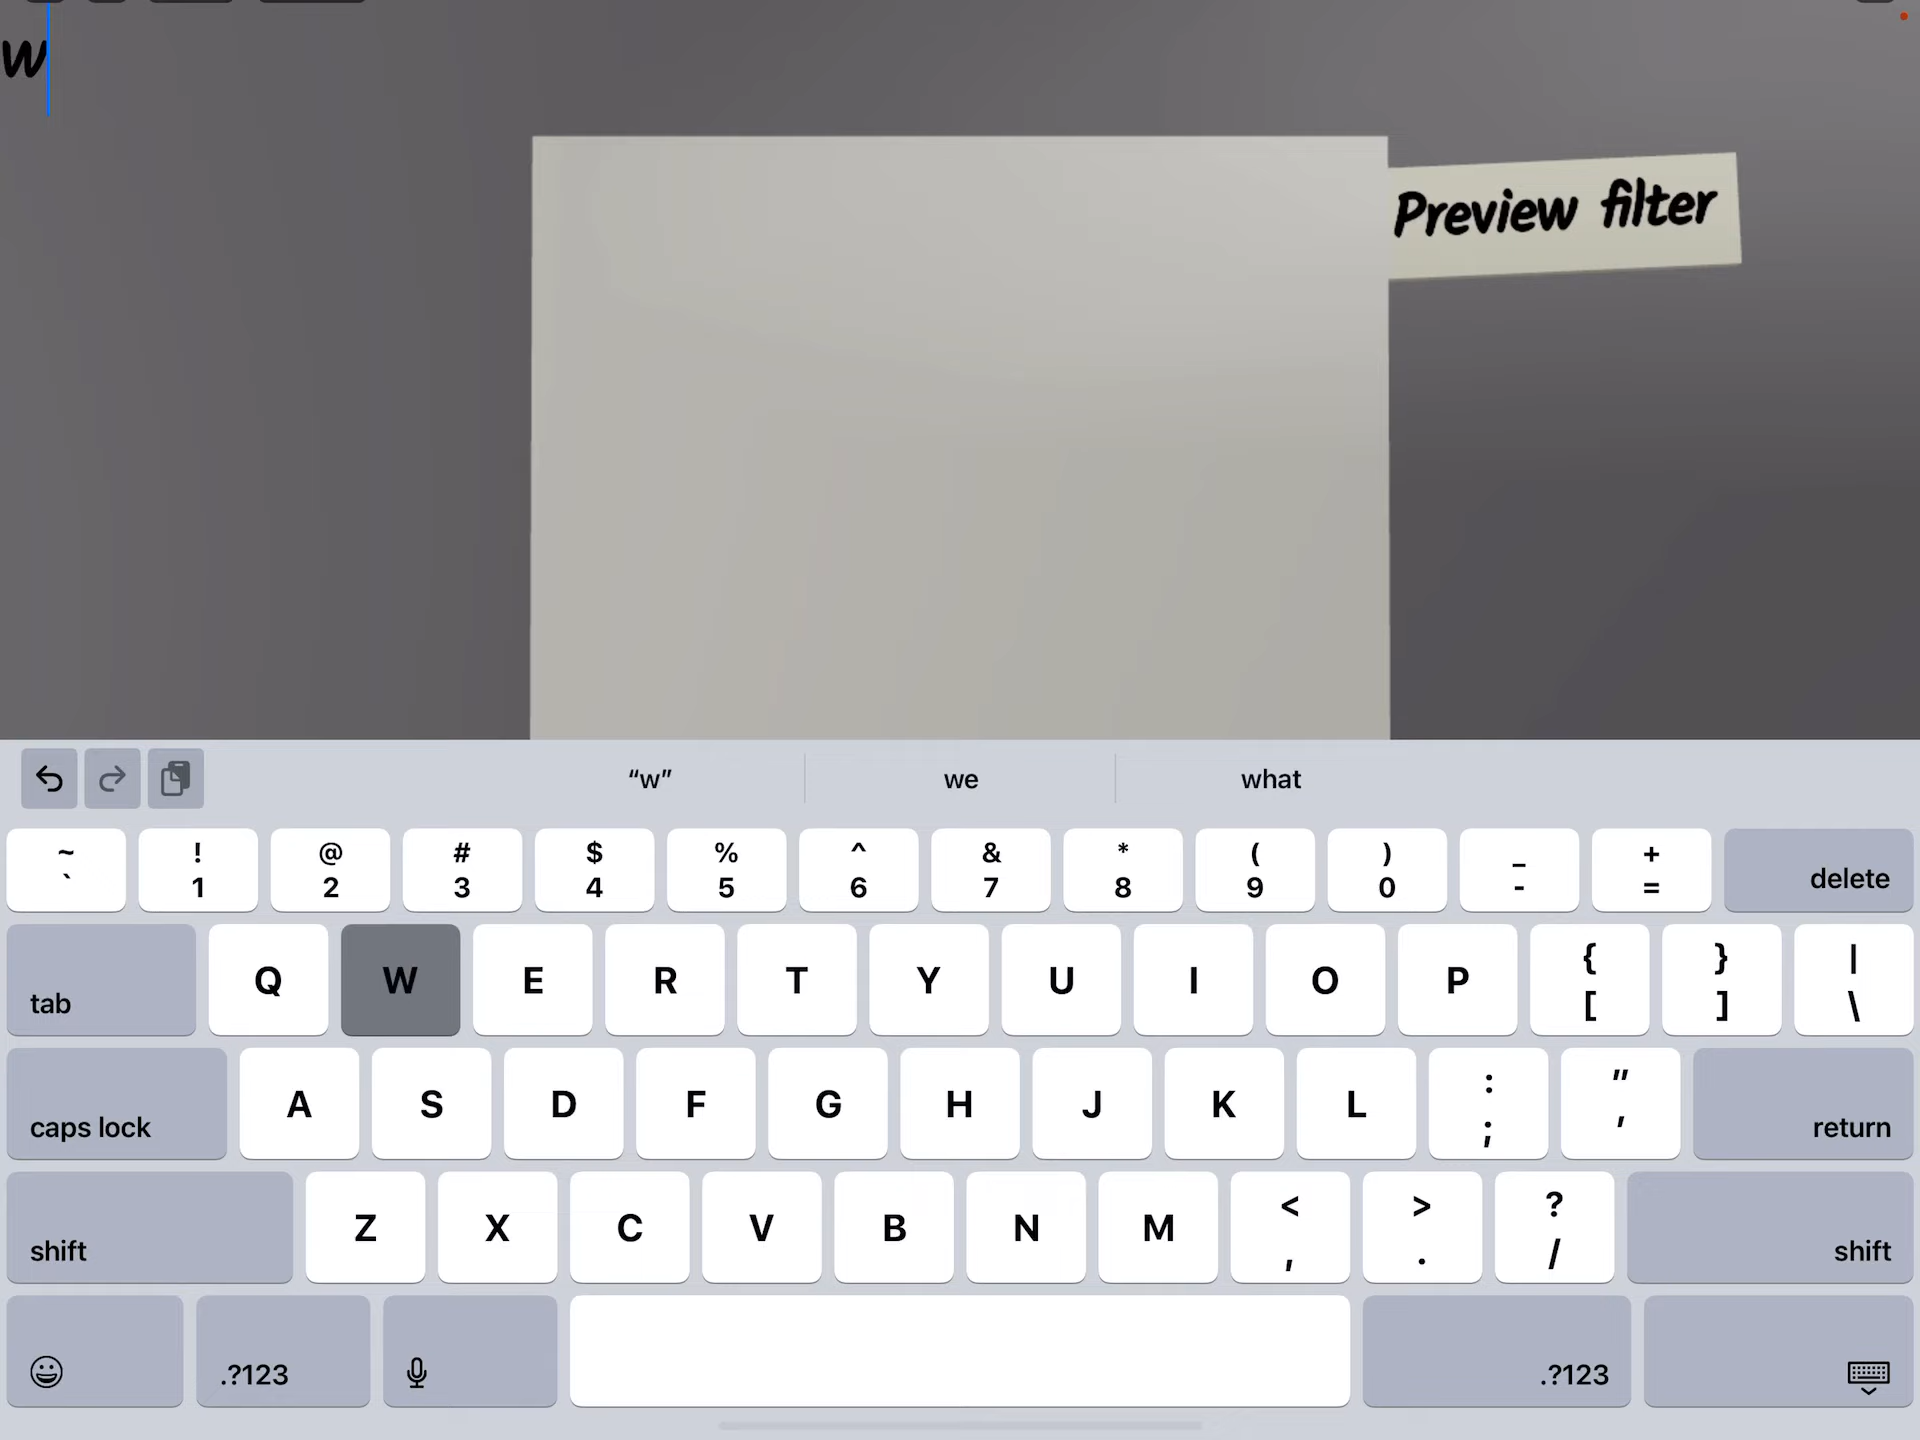 w
Preview filter
“w” we what
~ ! @ # $ % ^ & * ( ) _ +
` 1 2 3 4 5 6 7 8 9 0 - = delete
tab Q W E R T Y U I O P { [ } ] | \
caps lock A S D F G H J K L : ; " ' return
shift Z X C V B N M < , > . ? / shift
.?123 .?123